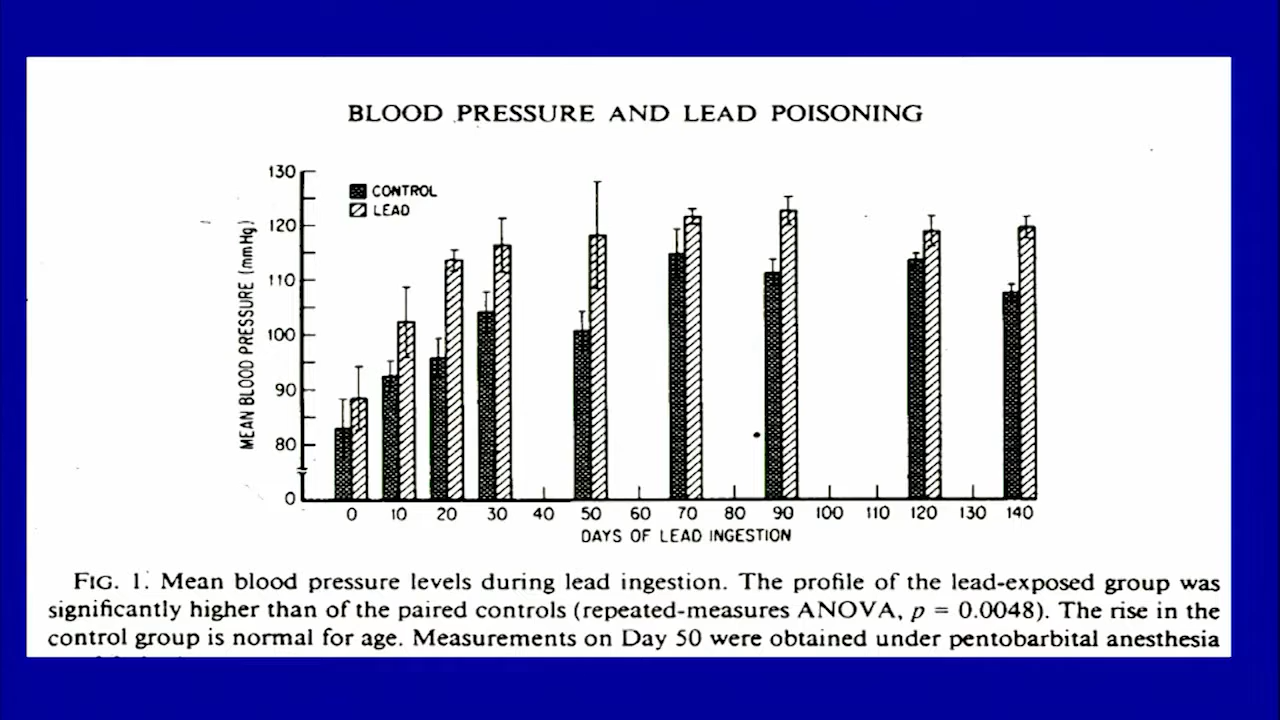 BLOOD PRESSURE AND LEAD POISONING
130
120
110
100
90
80
0
MEAN BLOOD PRESSURE (mmHg)
CONTROL
LEAD
0 10 20 30 40 50 60 70 80 90 100 110 120 130 140
DAYS OF LEAD INGESTION
FIG. 1. Mean blood pressure levels during lead ingestion. The profile of the lead-exposed group was
significantly higher than of the paired controls (repeated-measures ANOVA, p = 0.0048). The rise in the
control group is normal for age. Measurements on Day 50 were obtained under pentobarbital anesthesia